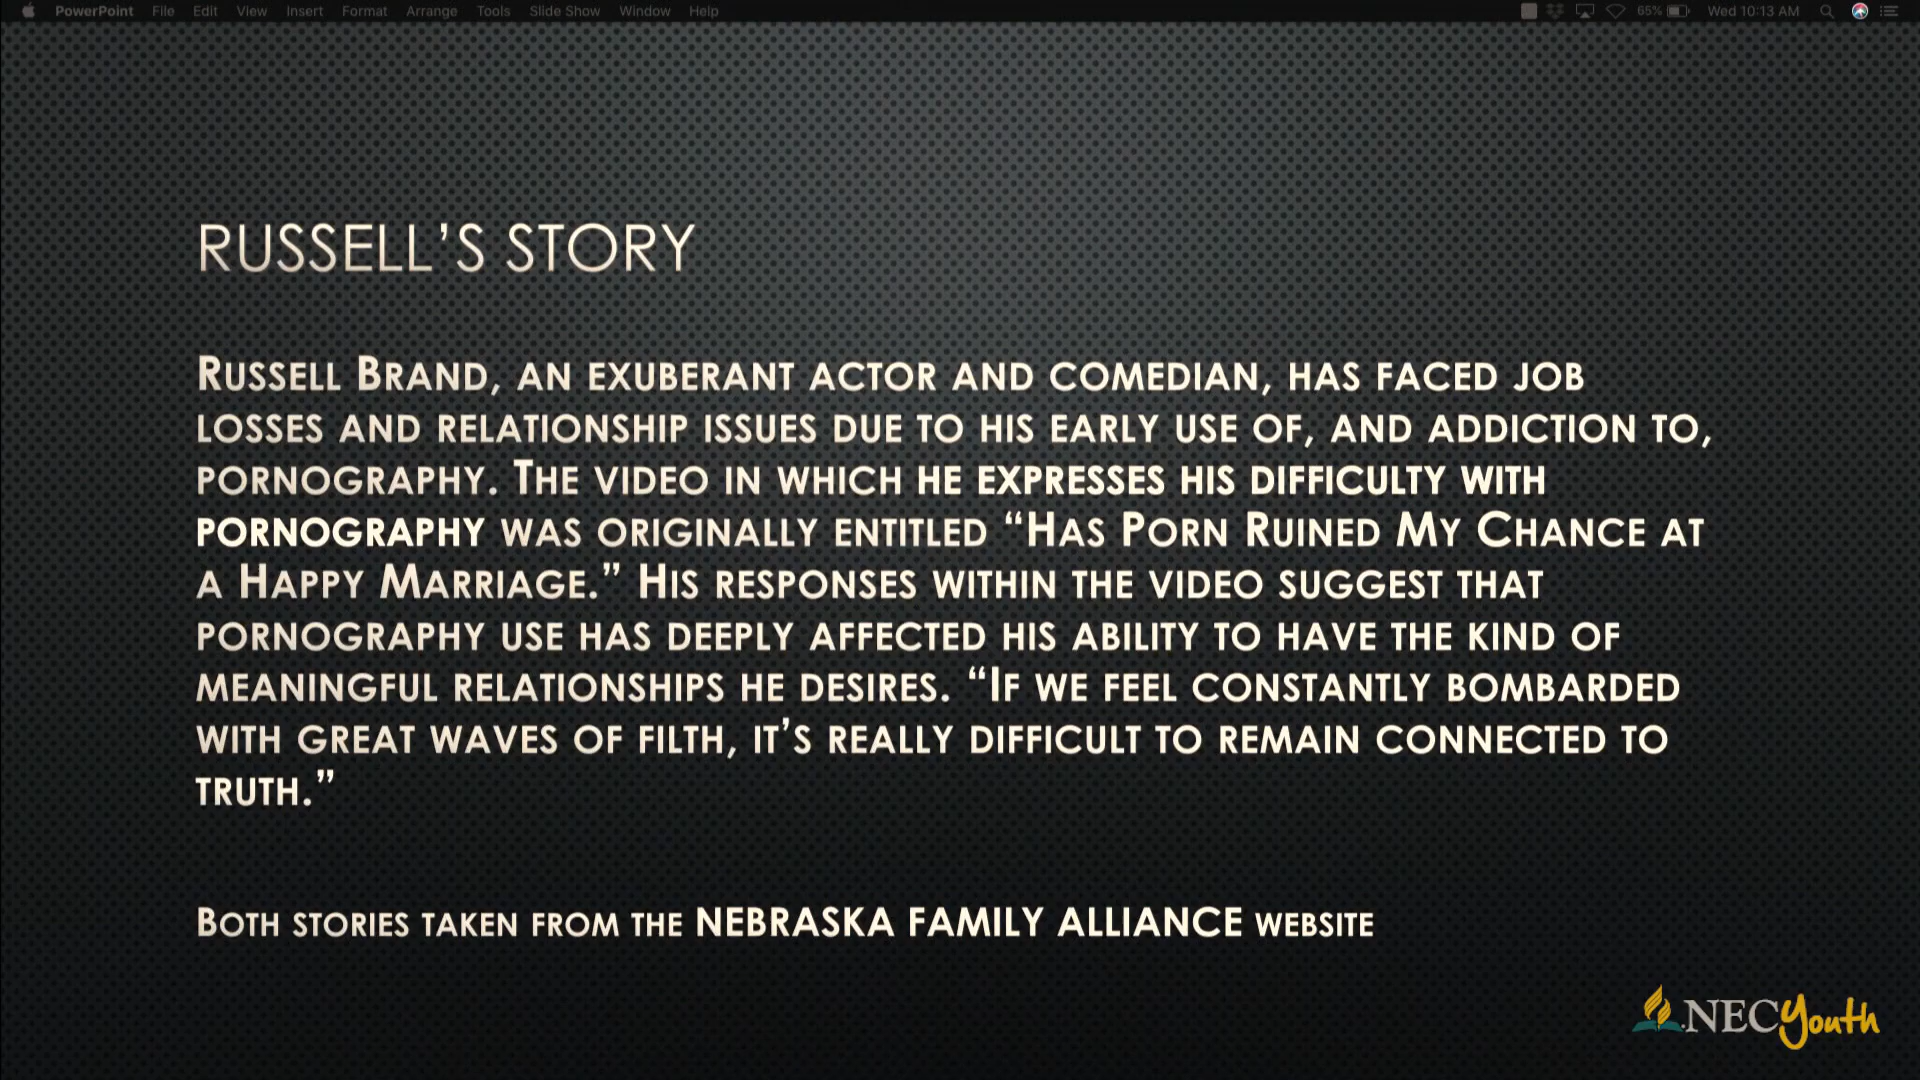 PowerPoint File Edit View Insert Format Arrange Tools Slide Show Window Help 65% Wed 10:13 AM
RUSSELL’S STORY
RUSSELL BRAND, AN EXUBERANT ACTOR AND COMEDIAN, HAS FACED JOB
LOSSES AND RELATIONSHIP ISSUES DUE TO HIS EARLY USE OF, AND ADDICTION TO,
PORNOGRAPHY. THE VIDEO IN WHICH HE EXPRESSES HIS DIFFICULTY WITH
PORNOGRAPHY WAS ORIGINALLY ENTITLED “HAS PORN RUINED MY CHANCE AT
A HAPPY MARRIAGE.” HIS RESPONSES WITHIN THE VIDEO SUGGEST THAT
PORNOGRAPHY USE HAS DEEPLY AFFECTED HIS ABILITY TO HAVE THE KIND OF
MEANINGFUL RELATIONSHIPS HE DESIRES. “IF WE FEEL CONSTANTLY BOMBARDED
WITH GREAT WAVES OF FILTH, IT’S REALLY DIFFICULT TO REMAIN CONNECTED TO
TRUTH.”
BOTH STORIES TAKEN FROM THE NEBRASKA FAMILY ALLIANCE WEBSITE
NECYouth